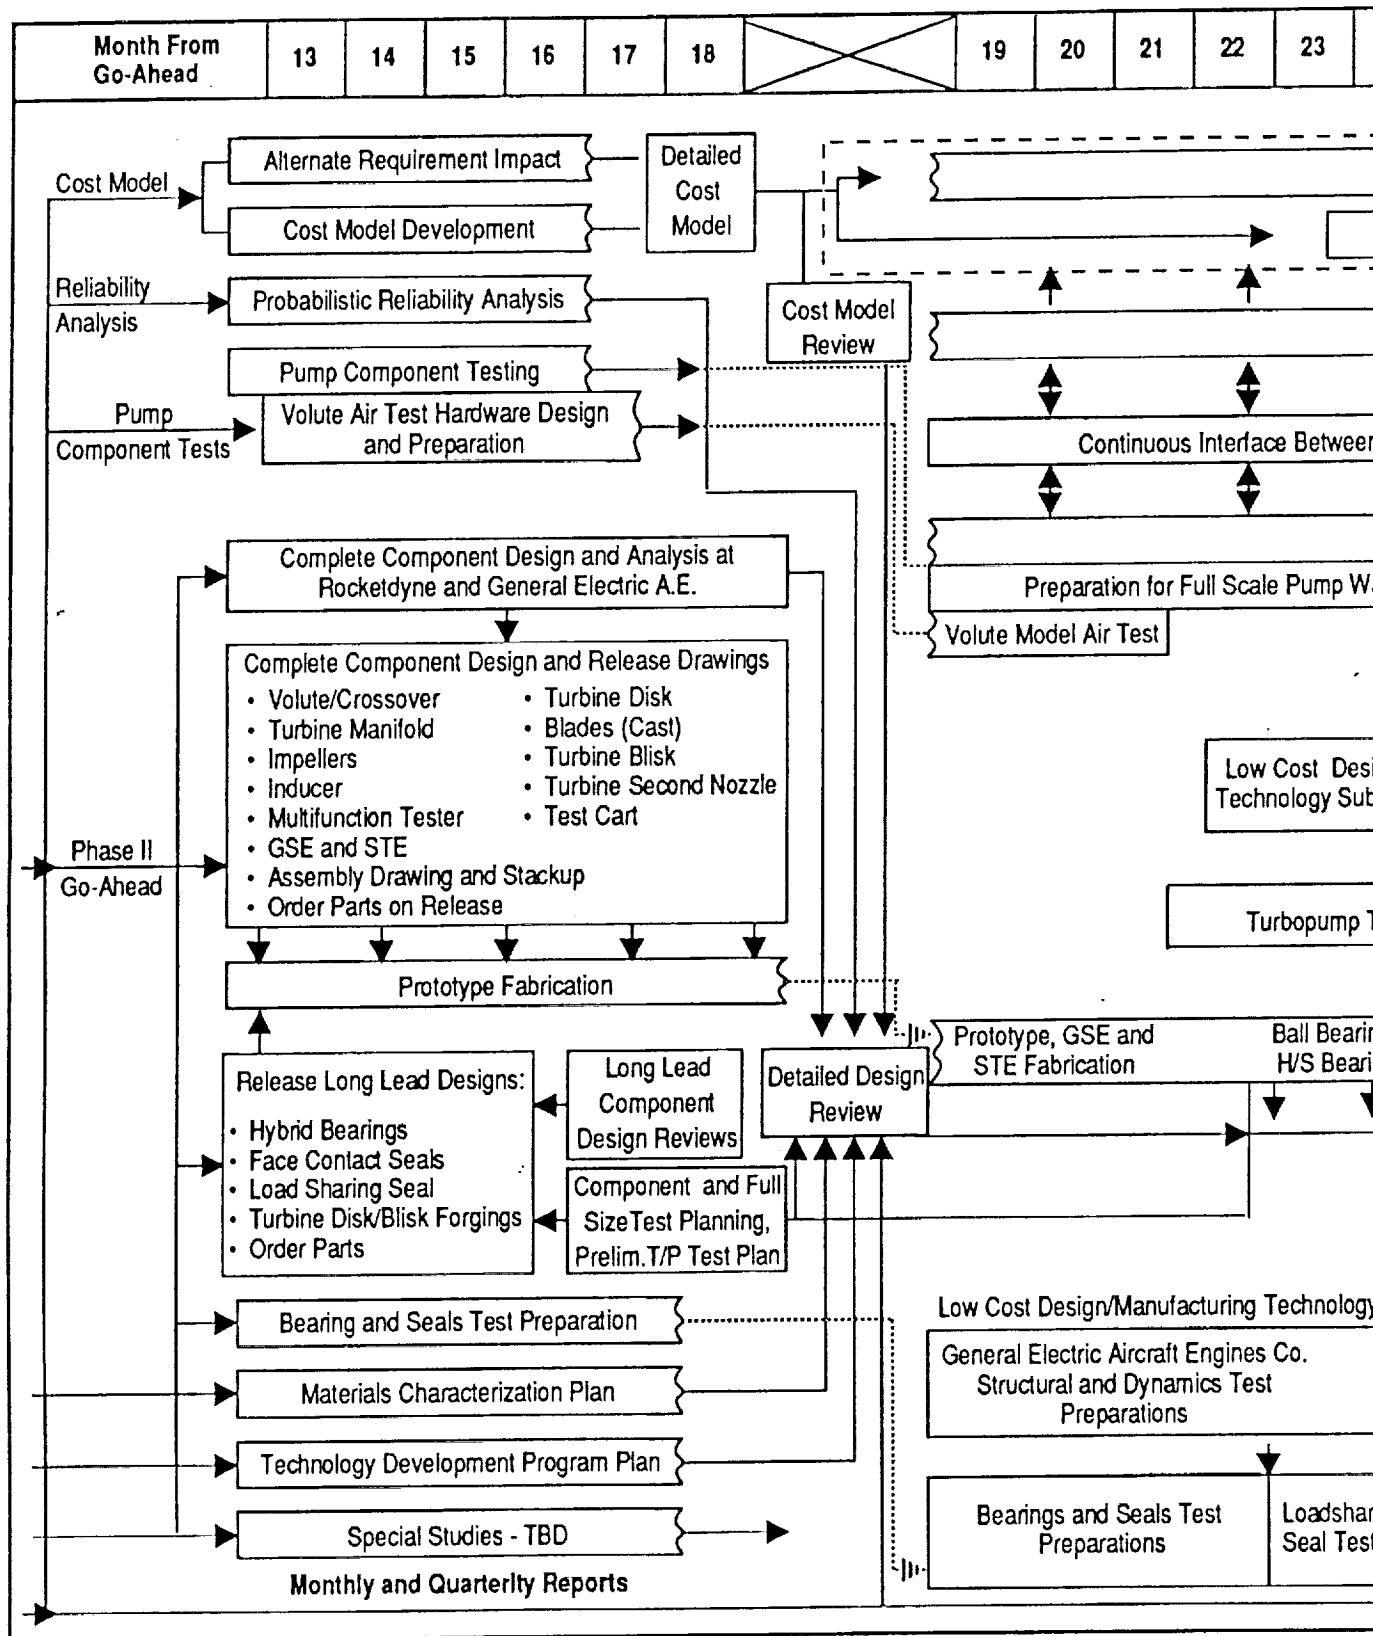 Month From
Go-Ahead
13
14
15
16
17
18
19
20
21
22
23
Cost Model
Alternate Requirement Impact
Cost Model Development
Detailed
Cost
Model
Reliability
Analysis
Probabilistic Reliability Analysis
Cost Model
Review
Pump Component Testing
Pump
Component Tests
Volute Air Test Hardware Design
and Preparation
Continuous Interface Between
Complete Component Design and Analysis at
Rocketdyne and General Electric A.E.
Preparation for Full Scale Pump W
Volute Model Air Test
Complete Component Design and Release Drawings
• Volute/Crossover
• Turbine Manifold
• Impellers
• Inducer
• Multifunction Tester
• GSE and STE
• Assembly Drawing and Stackup
• Order Parts on Release
• Turbine Disk
• Blades (Cast)
• Turbine Blisk
• Turbine Second Nozzle
• Test Cart
Low Cost Desi
Technology Sub
Phase II
Go-Ahead
Turbopump T
Prototype Fabrication
Prototype, GSE and
STE Fabrication
Ball Bearin
H/S Beari
Release Long Lead Designs:
• Hybrid Bearings
• Face Contact Seals
• Load Sharing Seal
• Turbine Disk/Blisk Forgings
• Order Parts
Long Lead
Component
Design Reviews
Detailed Design
Review
Component and Full
Size Test Planning,
Prelim.T/P Test Plan
Bearing and Seals Test Preparation
Low Cost Design/Manufacturing Technology
General Electric Aircraft Engines Co.
Structural and Dynamics Test
Preparations
Materials Characterization Plan
Technology Development Program Plan
Bearings and Seals Test
Preparations
Loadshar
Seal Test
Special Studies - TBD
Monthly and Quarterlty Reports